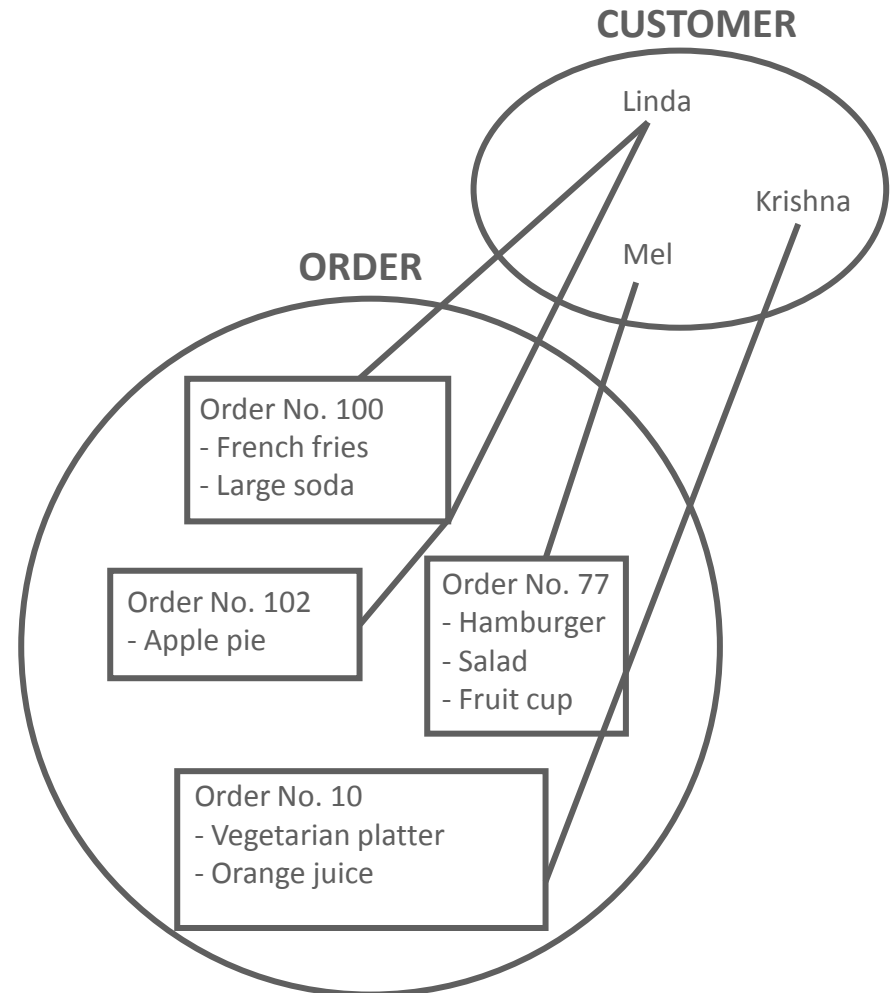 CUSTOMER
Linda
Krishna
Mel
ORDER
Order No. 100
- French fries
- Large soda
Order No. 102
- Apple pie
Order No. 77
- Hamburger
- Salad
- Fruit cup
Order No. 10
- Vegetarian platter
- Orange juice